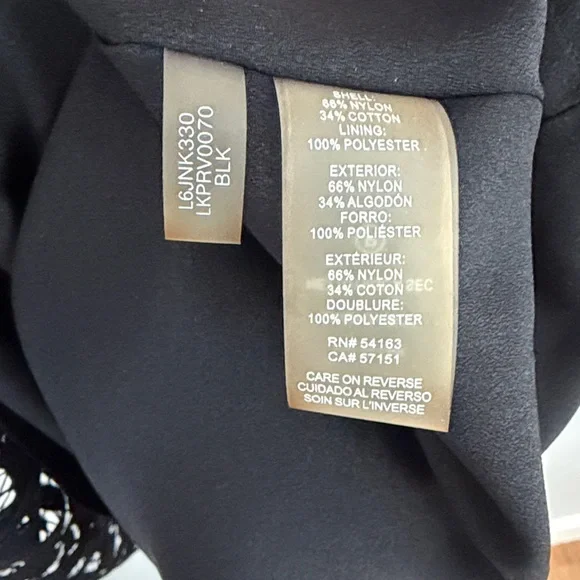 L6JNK330
LKPRV0070
BLK
SHELL:
66% NYLON
34% COTTON
LINING:
100% POLYESTER
EXTERIOR:
66% NYLON
34% ALGODÓN
FORRO:
100% POLIÉSTER
EXTÉRIEUR:
66% NYLON
34% COTON
DOUBLURE:
100% POLYESTER
RN# 54163
CA# 57151
CARE ON REVERSE
CUIDADO AL REVERSO
SOIN SUR L'INVERSE